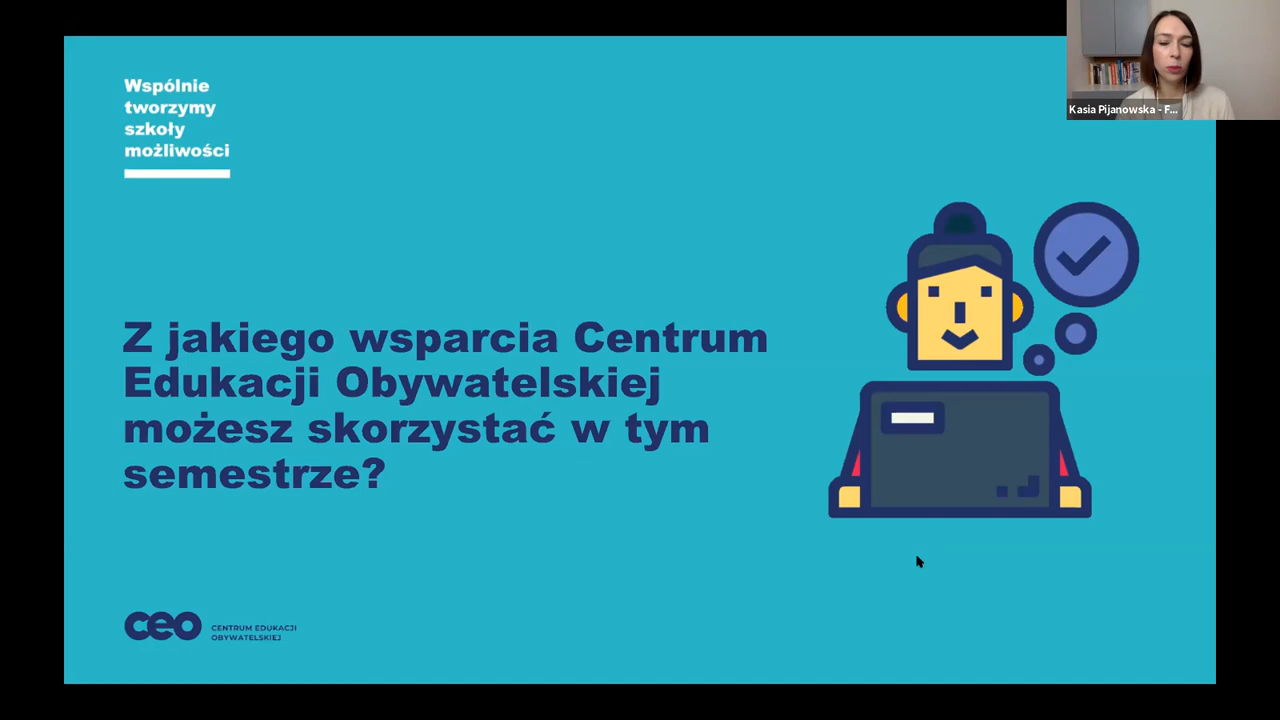 Wspólnie
tworzymy
szkoły
możliwości
Kasia Pijanowska - F...
Z jakiego wsparcia Centrum
Edukacji Obywatelskiej
możesz skorzystać w tym
semestrze?
ceo
CENTRUM EDUKACJI
OBYWATELSKIEJ